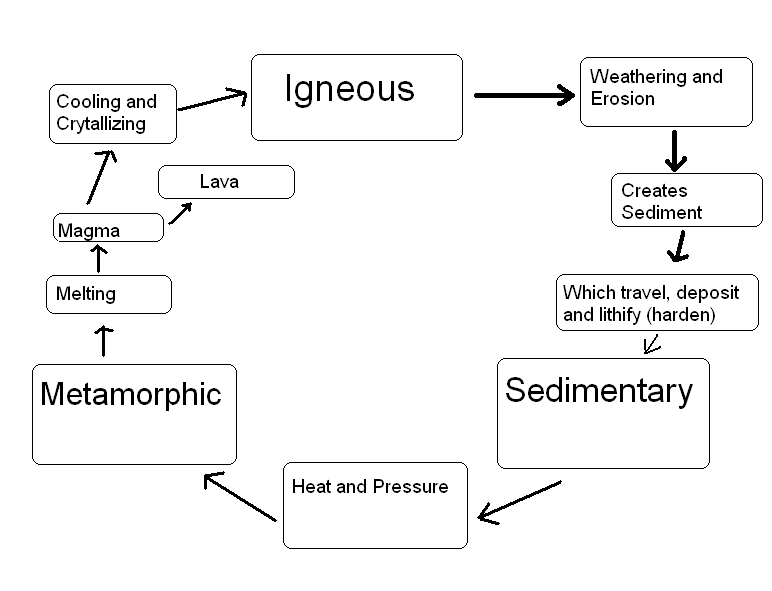 Igneous
Weathering and
Erosion
Creates
Sediment
Which travel, deposit
and lithify (harden)
Sedimentary
Heat and Pressure
Metamorphic
Melting
Magma
Lava
Cooling and
Crytallizing